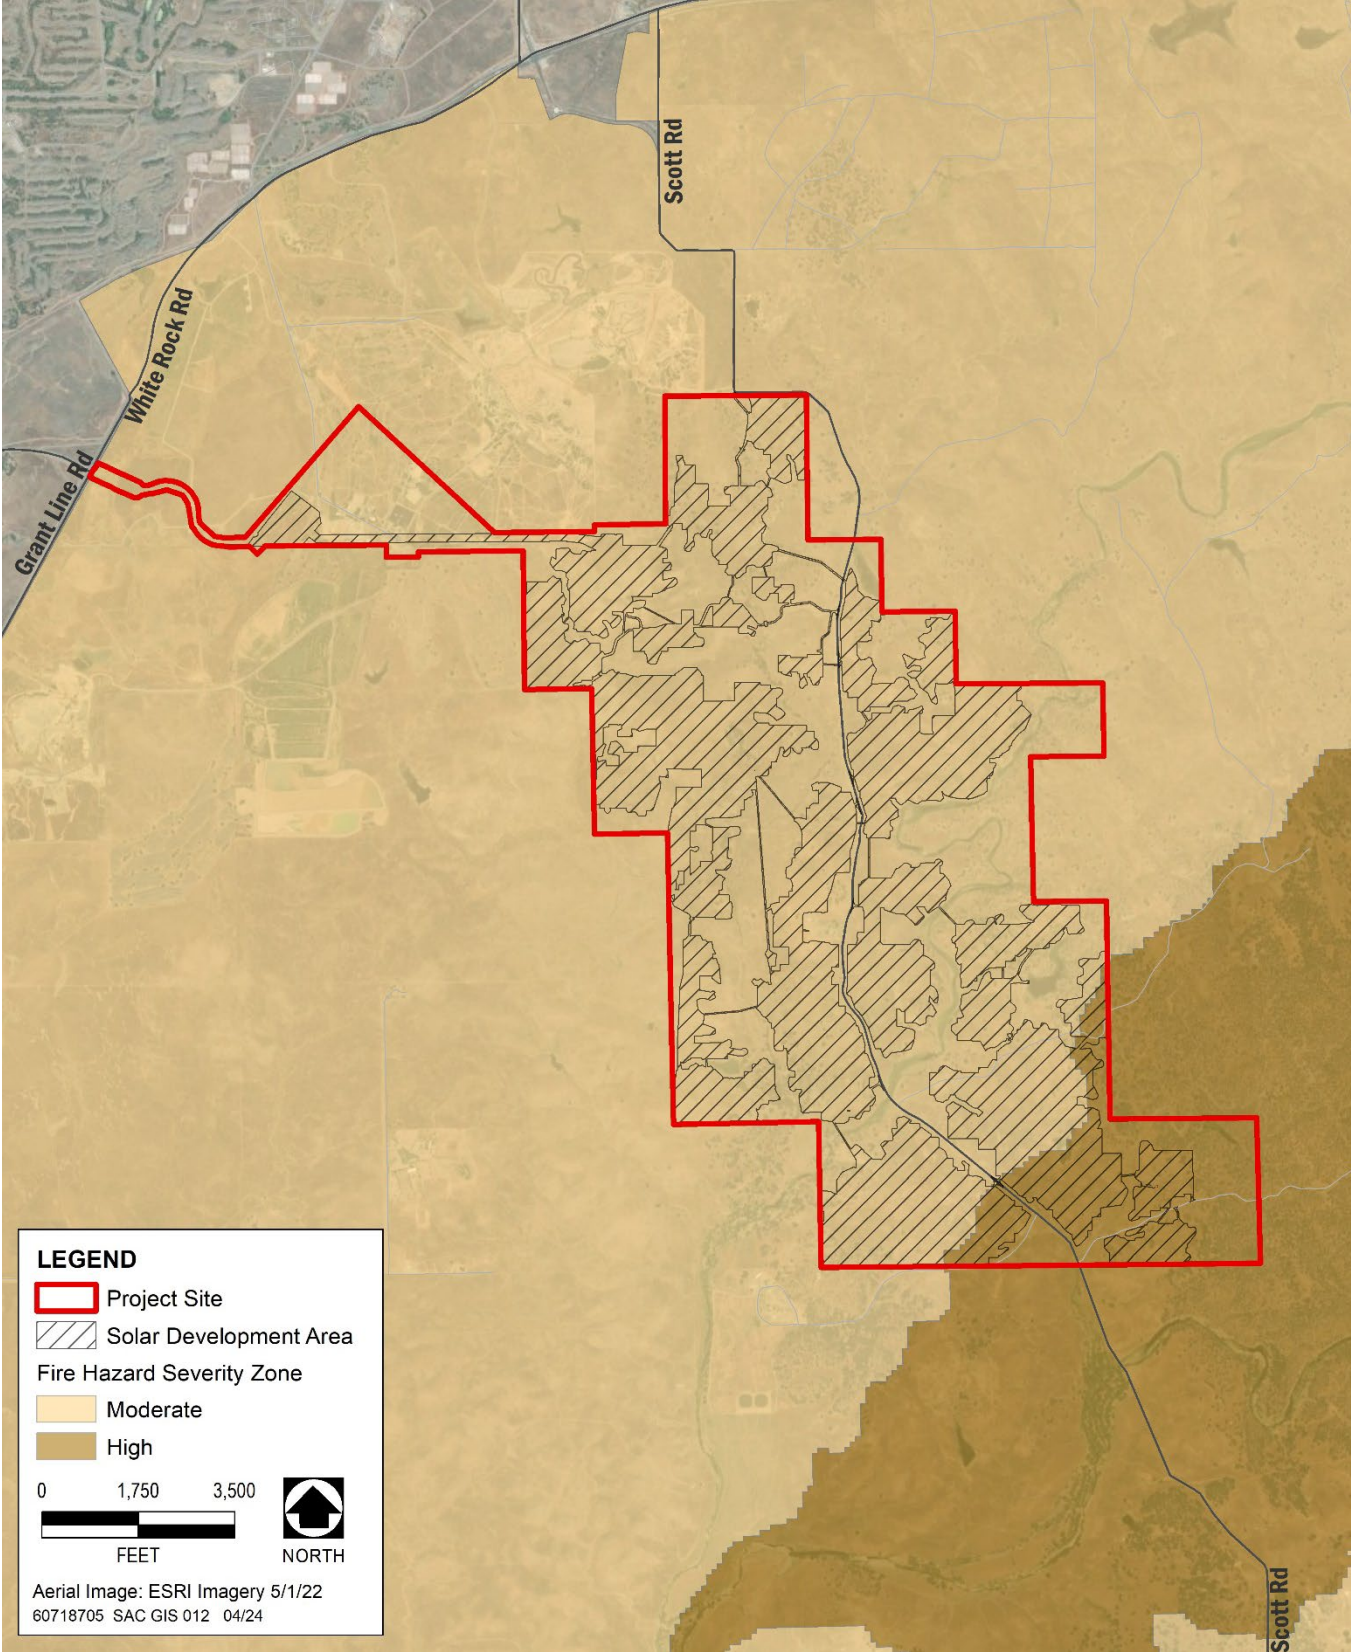 Scott Rd
White Rock Rd
Grant Line Rd
LEGEND
Project Site
Solar Development Area
Fire Hazard Severity Zone
Moderate
High
0 1,750 3,500
FEET
NORTH
Aerial Image: ESRI Imagery 5/1/22
60718705 SAC GIS 012 04/24
Scott Rd